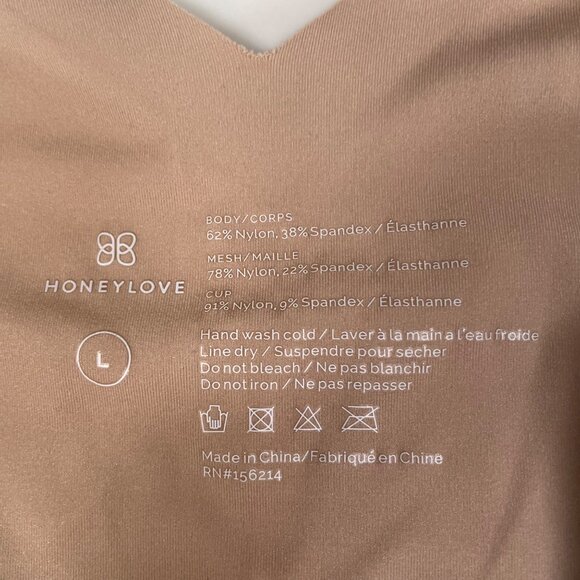 HONEYLOVE
L
BODY/CORPS
62% Nylon, 38% Spandex / Élasthanne
MESH/MAILLE
78% Nylon, 22% Spandex / Élasthanne
CUP
91% Nylon, 9% Spandex / Élasthanne
Hand wash cold / Laver à la main a l'eau froide
Line dry / Suspendre pour sécher
Do not bleach / Ne pas blanchir
Do not iron / Ne pas repasser
Made in China/Fabriqué en Chine
RN#156214